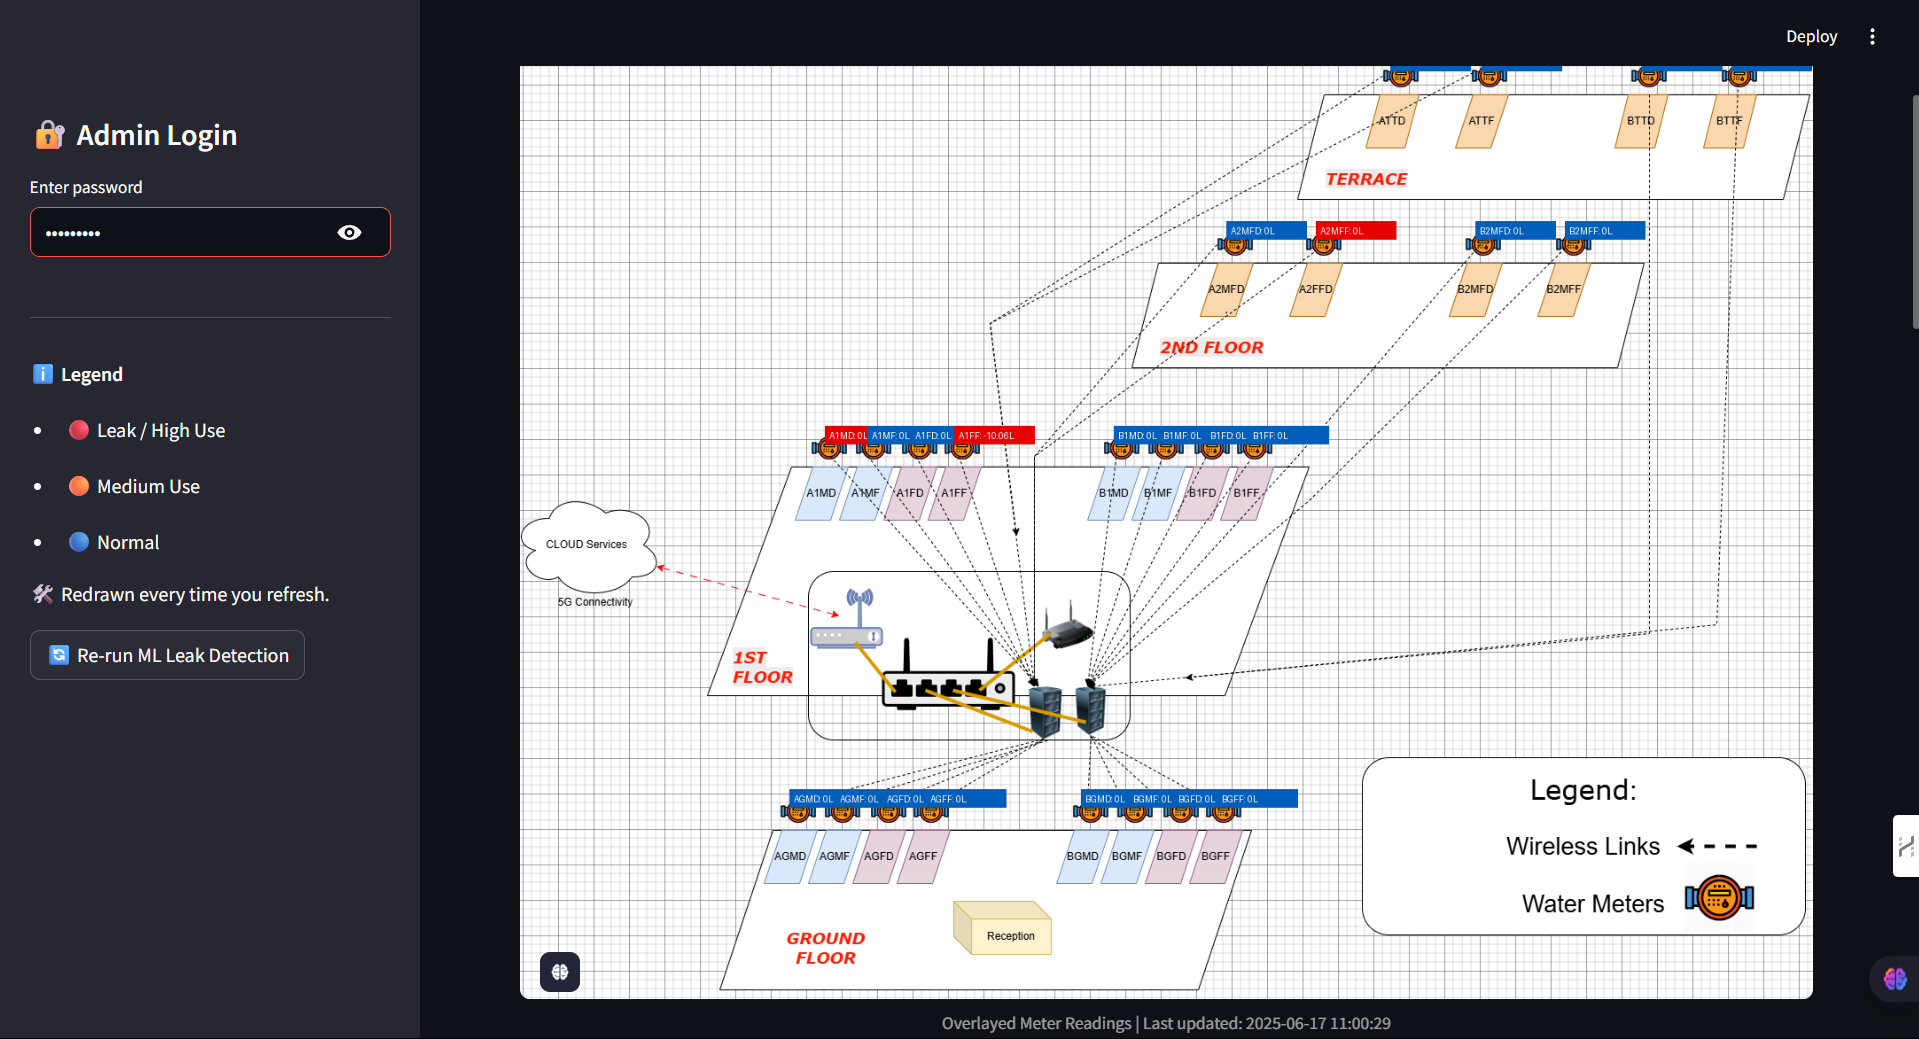 Deploy
Admin Login
Enter password
•••••••••
Legend
Leak / High Use
Medium Use
Normal
Redrawn every time you refresh.
Re-run ML Leak Detection
ATTD
ATTF
BTTD
BTTF
TERRACE
A2MFD: 0L
A2MFF: 0L
B2MFD: 0L
B2MFF: 0L
A2MFD
A2FFD
B2MFD
B2MFF
2ND FLOOR
A1MD: 0L
A1MF: 0L
A1FD: 0L
A1FF: -10.06L
B1MD: 0L
B1MF: 0L
B1FD: 0L
B1FF: 0L
A1MD
A1MF
A1FD
A1FF
B1MD
B1MF
B1FD
B1FF
CLOUD Services
5G Connectivity
1ST
FLOOR
AGMD: 0L
AGMF: 0L
AGFD: 0L
AGFF: 0L
BGMD: 0L
BGMF: 0L
BGFD: 0L
BGFF: 0L
AGMD
AGMF
AGFD
AGFF
BGMD
BGMF
BGFD
BGFF
Reception
GROUND
FLOOR
Legend:
Wireless Links
Water Meters
Overlayed Meter Readings | Last updated: 2025-06-17 11:00:29